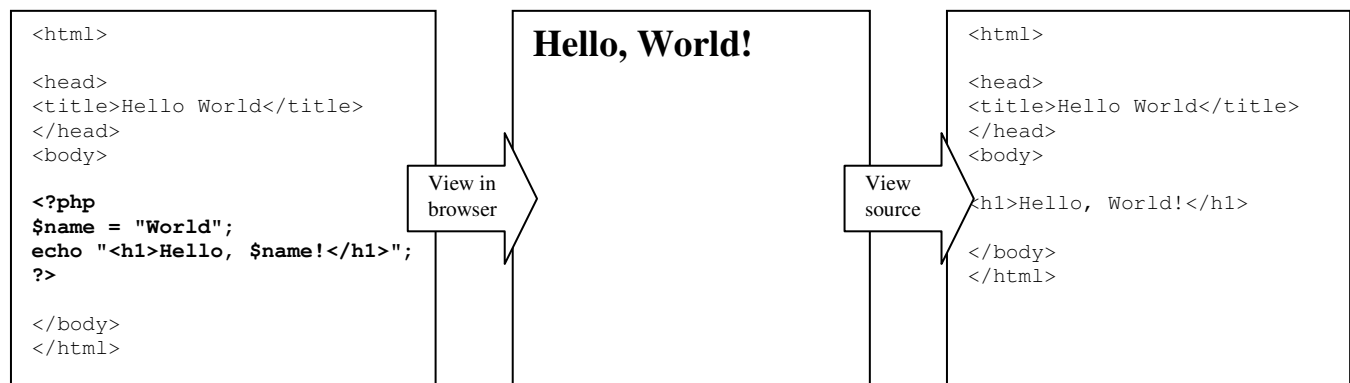 <html>
<head>
<title>Hello World</title>
</head>
<body>
<?php
$name = "World";
echo "<h1>Hello, $name!</h1>";
?>
</body>
</html>
View in
browser
Hello, World!
View
source
<html>
<head>
<title>Hello World</title>
</head>
<body>
<h1>Hello, World!</h1>
</body>
</html>